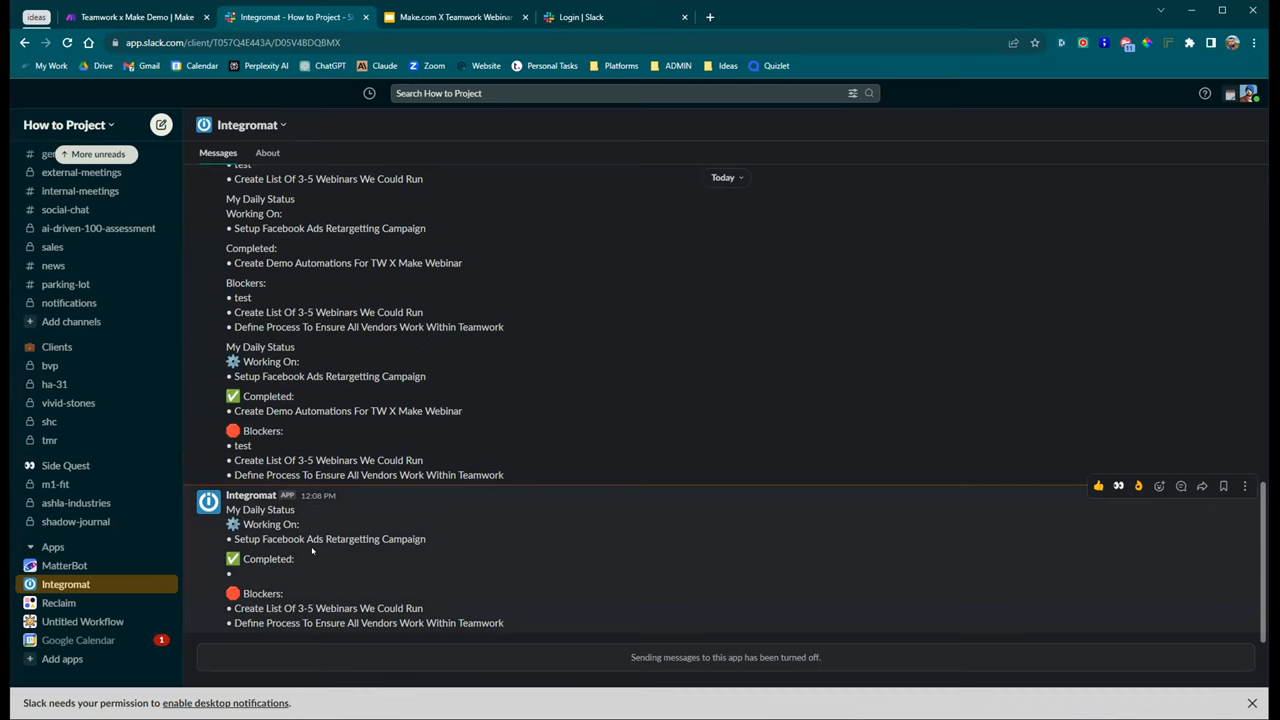 ideas
Teamwork x Make Demo | Make
Integromat - How to Project - Sl
Make.com X Teamwork Webinar
Login | Slack
app.slack.com/client/T057Q4E443A/D05V4BDQBMX
My Work
Drive
Gmail
Calendar
Perplexity AI
ChatGPT
Claude
Zoom
Website
Personal Tasks
Platforms
ADMIN
Ideas
Quizlet
Search How to Project
How to Project
Integromat
More unreads
Messages
About
# ger
external-meetings
internal-meetings
social-chat
ai-driven-100-assessment
sales
news
parking-lot
notifications
Add channels
Clients
bvp
ha-31
vivid-stones
shc
tmr
Side Quest
m1-fit
ashla-industries
shadow-journal
Apps
MatterBot
Integromat
Reclaim
Untitled Workflow
Google Calendar 1
Add apps
Today
• test
• Create List Of 3-5 Webinars We Could Run
My Daily Status
Working On:
• Setup Facebook Ads Retargetting Campaign
Completed:
• Create Demo Automations For TW X Make Webinar
Blockers:
• test
• Create List Of 3-5 Webinars We Could Run
• Define Process To Ensure All Vendors Work Within Teamwork
My Daily Status
⚙️ Working On:
• Setup Facebook Ads Retargetting Campaign
✅ Completed:
• Create Demo Automations For TW X Make Webinar
🛑 Blockers:
• test
• Create List Of 3-5 Webinars We Could Run
• Define Process To Ensure All Vendors Work Within Teamwork
Integromat APP 12:08 PM
My Daily Status
⚙️ Working On:
• Setup Facebook Ads Retargetting Campaign
✅ Completed:
•
🛑 Blockers:
• Create List Of 3-5 Webinars We Could Run
• Define Process To Ensure All Vendors Work Within Teamwork
Sending messages to this app has been turned off.
Slack needs your permission to enable desktop notifications.